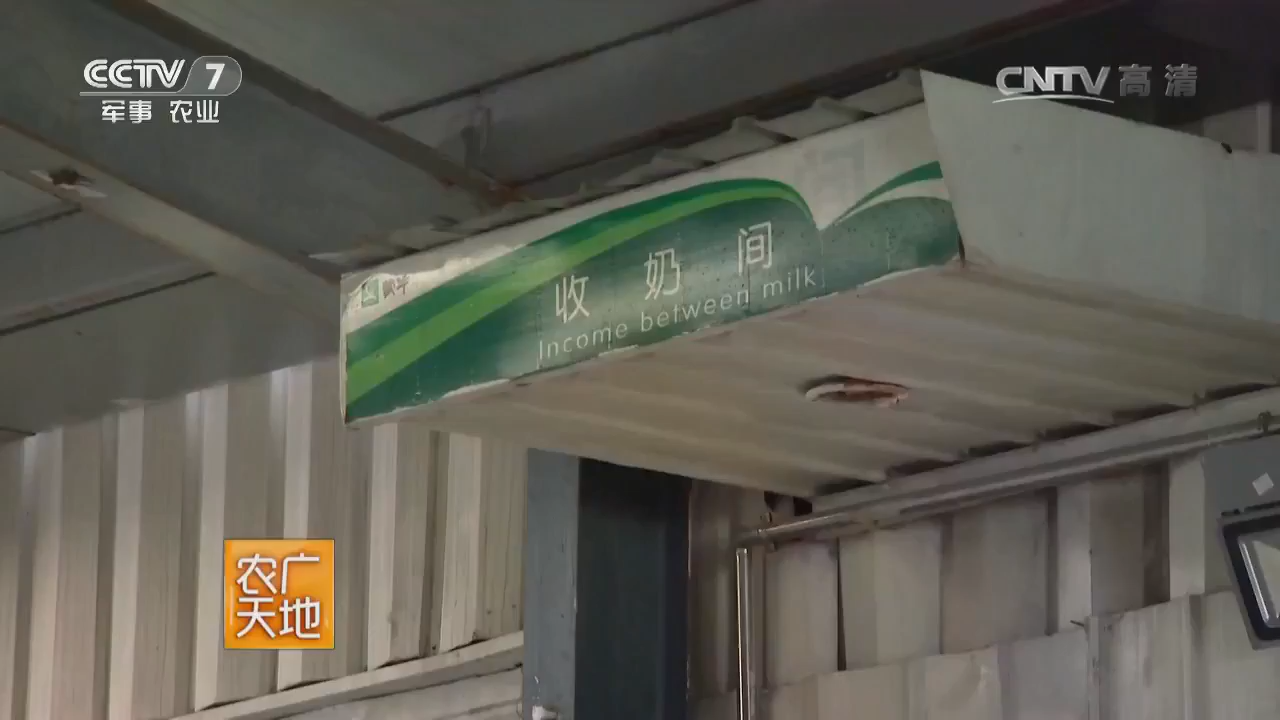 CCTV 7
军事 农业
CNTV 高清
收奶间
Income between milk
农广
天地